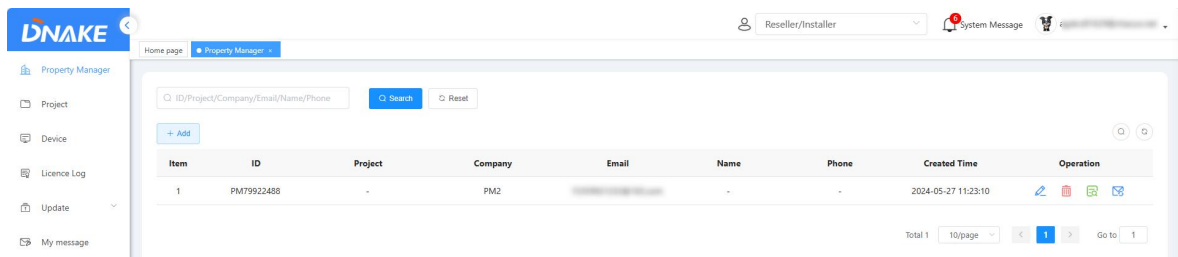 DNAKE
Reseller/Installer
6
System Message
Home page
Property Manager ×
Property Manager
Project
Device
Licence Log
Update
My message
ID/Project/Company/Email/Name/Phone
Search
Reset
+ Add
Item ID Project Company Email Name Phone Created Time Operation
1 PM79922488 - PM2 - - 2024-05-27 11:23:10
Total 1 10/page < 1 > Go to 1